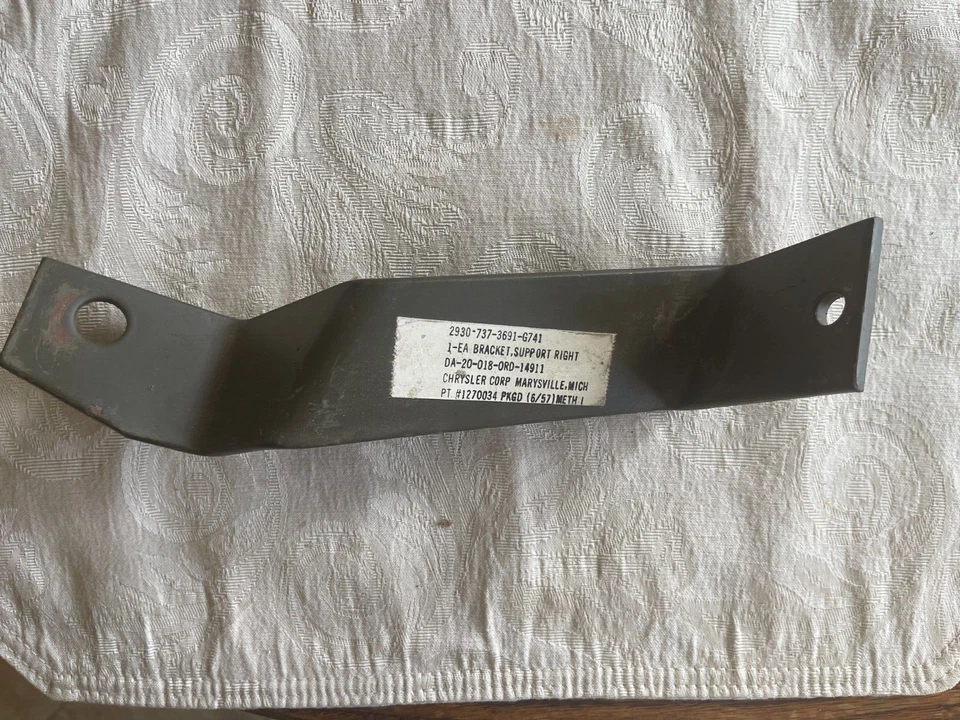 2930-737-3691-G741
1-EA BRACKET,SUPPORT RIGHT
DA-20-018-ORD-14911
CHRYSLER CORP MARYSVILLE,MICH
PT #1270034 PKGD (6/57)METH I